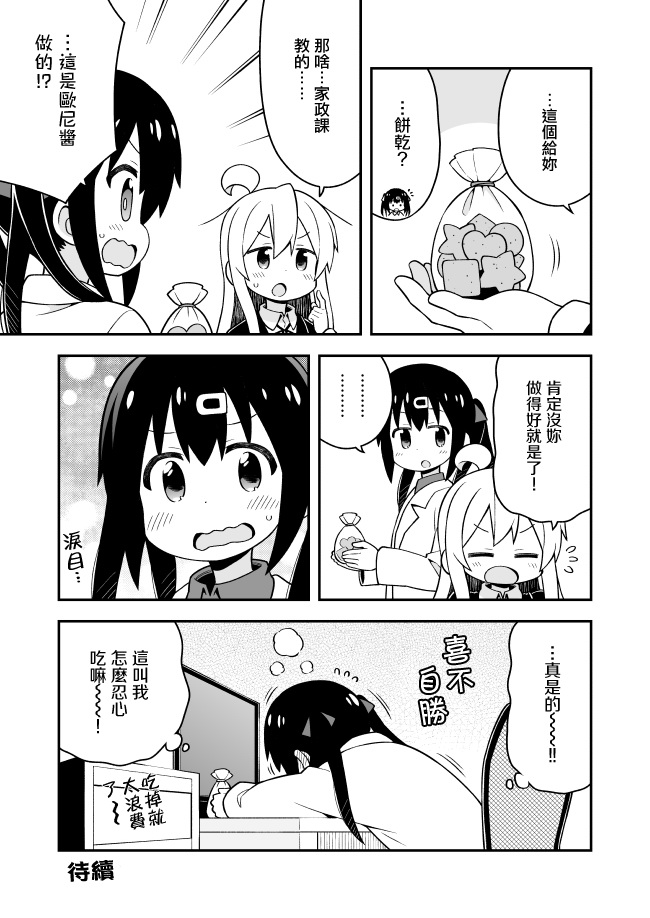 …這個給妳
…餅乾?
那啥…家政課
教的……
…這是歐尼醬
做的!?
肯定沒妳
做得好就是了!
………
………
淚目…
…真是的~~~!!
喜不
自勝
這叫我
怎麼忍心
吃嘛~~~!
吃掉就
太浪費
了~
待續